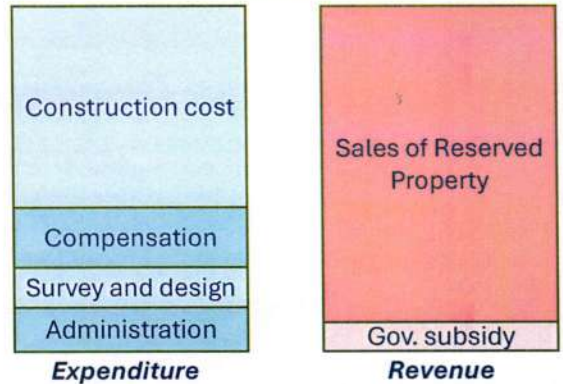 Construction cost
Compensation
Survey and design
Administration
Expenditure
Sales of Reserved
Property
Gov. subsidy
Revenue